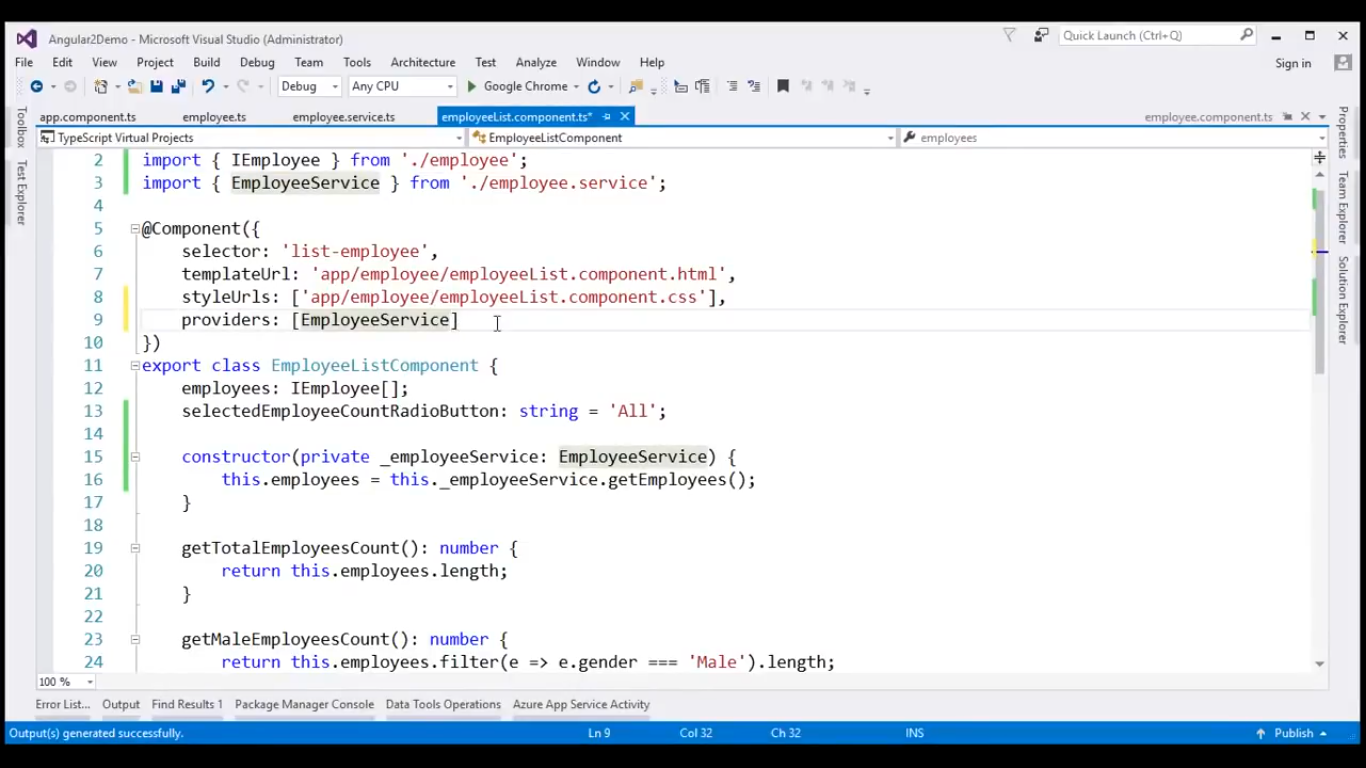 Angular2Demo - Microsoft Visual Studio (Administrator)
Quick Launch (Ctrl+Q)
File Edit View Project Build Debug Team Tools Architecture Test Analyze Window Help
Sign in
Debug Any CPU Google Chrome
app.component.ts employee.ts employee.service.ts employeeList.component.ts* employee.component.ts
TypeScript Virtual Projects EmployeeListComponent employees
Toolbox
Test Explorer
Properties
Team Explorer
Solution Explorer
2 import { IEmployee } from './employee';
3 import { EmployeeService } from './employee.service';
4
5 @Component({
6 selector: 'list-employee',
7 templateUrl: 'app/employee/employeeList.component.html',
8 styleUrls: ['app/employee/employeeList.component.css'],
9 providers: [EmployeeService]
10 })
11 export class EmployeeListComponent {
12 employees: IEmployee[];
13 selectedEmployeeCountRadioButton: string = 'All';
14
15 constructor(private _employeeService: EmployeeService) {
16 this.employees = this._employeeService.getEmployees();
17 }
18
19 getTotalEmployeesCount(): number {
20 return this.employees.length;
21 }
22
23 getMaleEmployeesCount(): number {
24 return this.employees.filter(e => e.gender === 'Male').length;
100 %
Error List... Output Find Results 1 Package Manager Console Data Tools Operations Azure App Service Activity
Output(s) generated successfully. Ln 9 Col 32 Ch 32 INS Publish